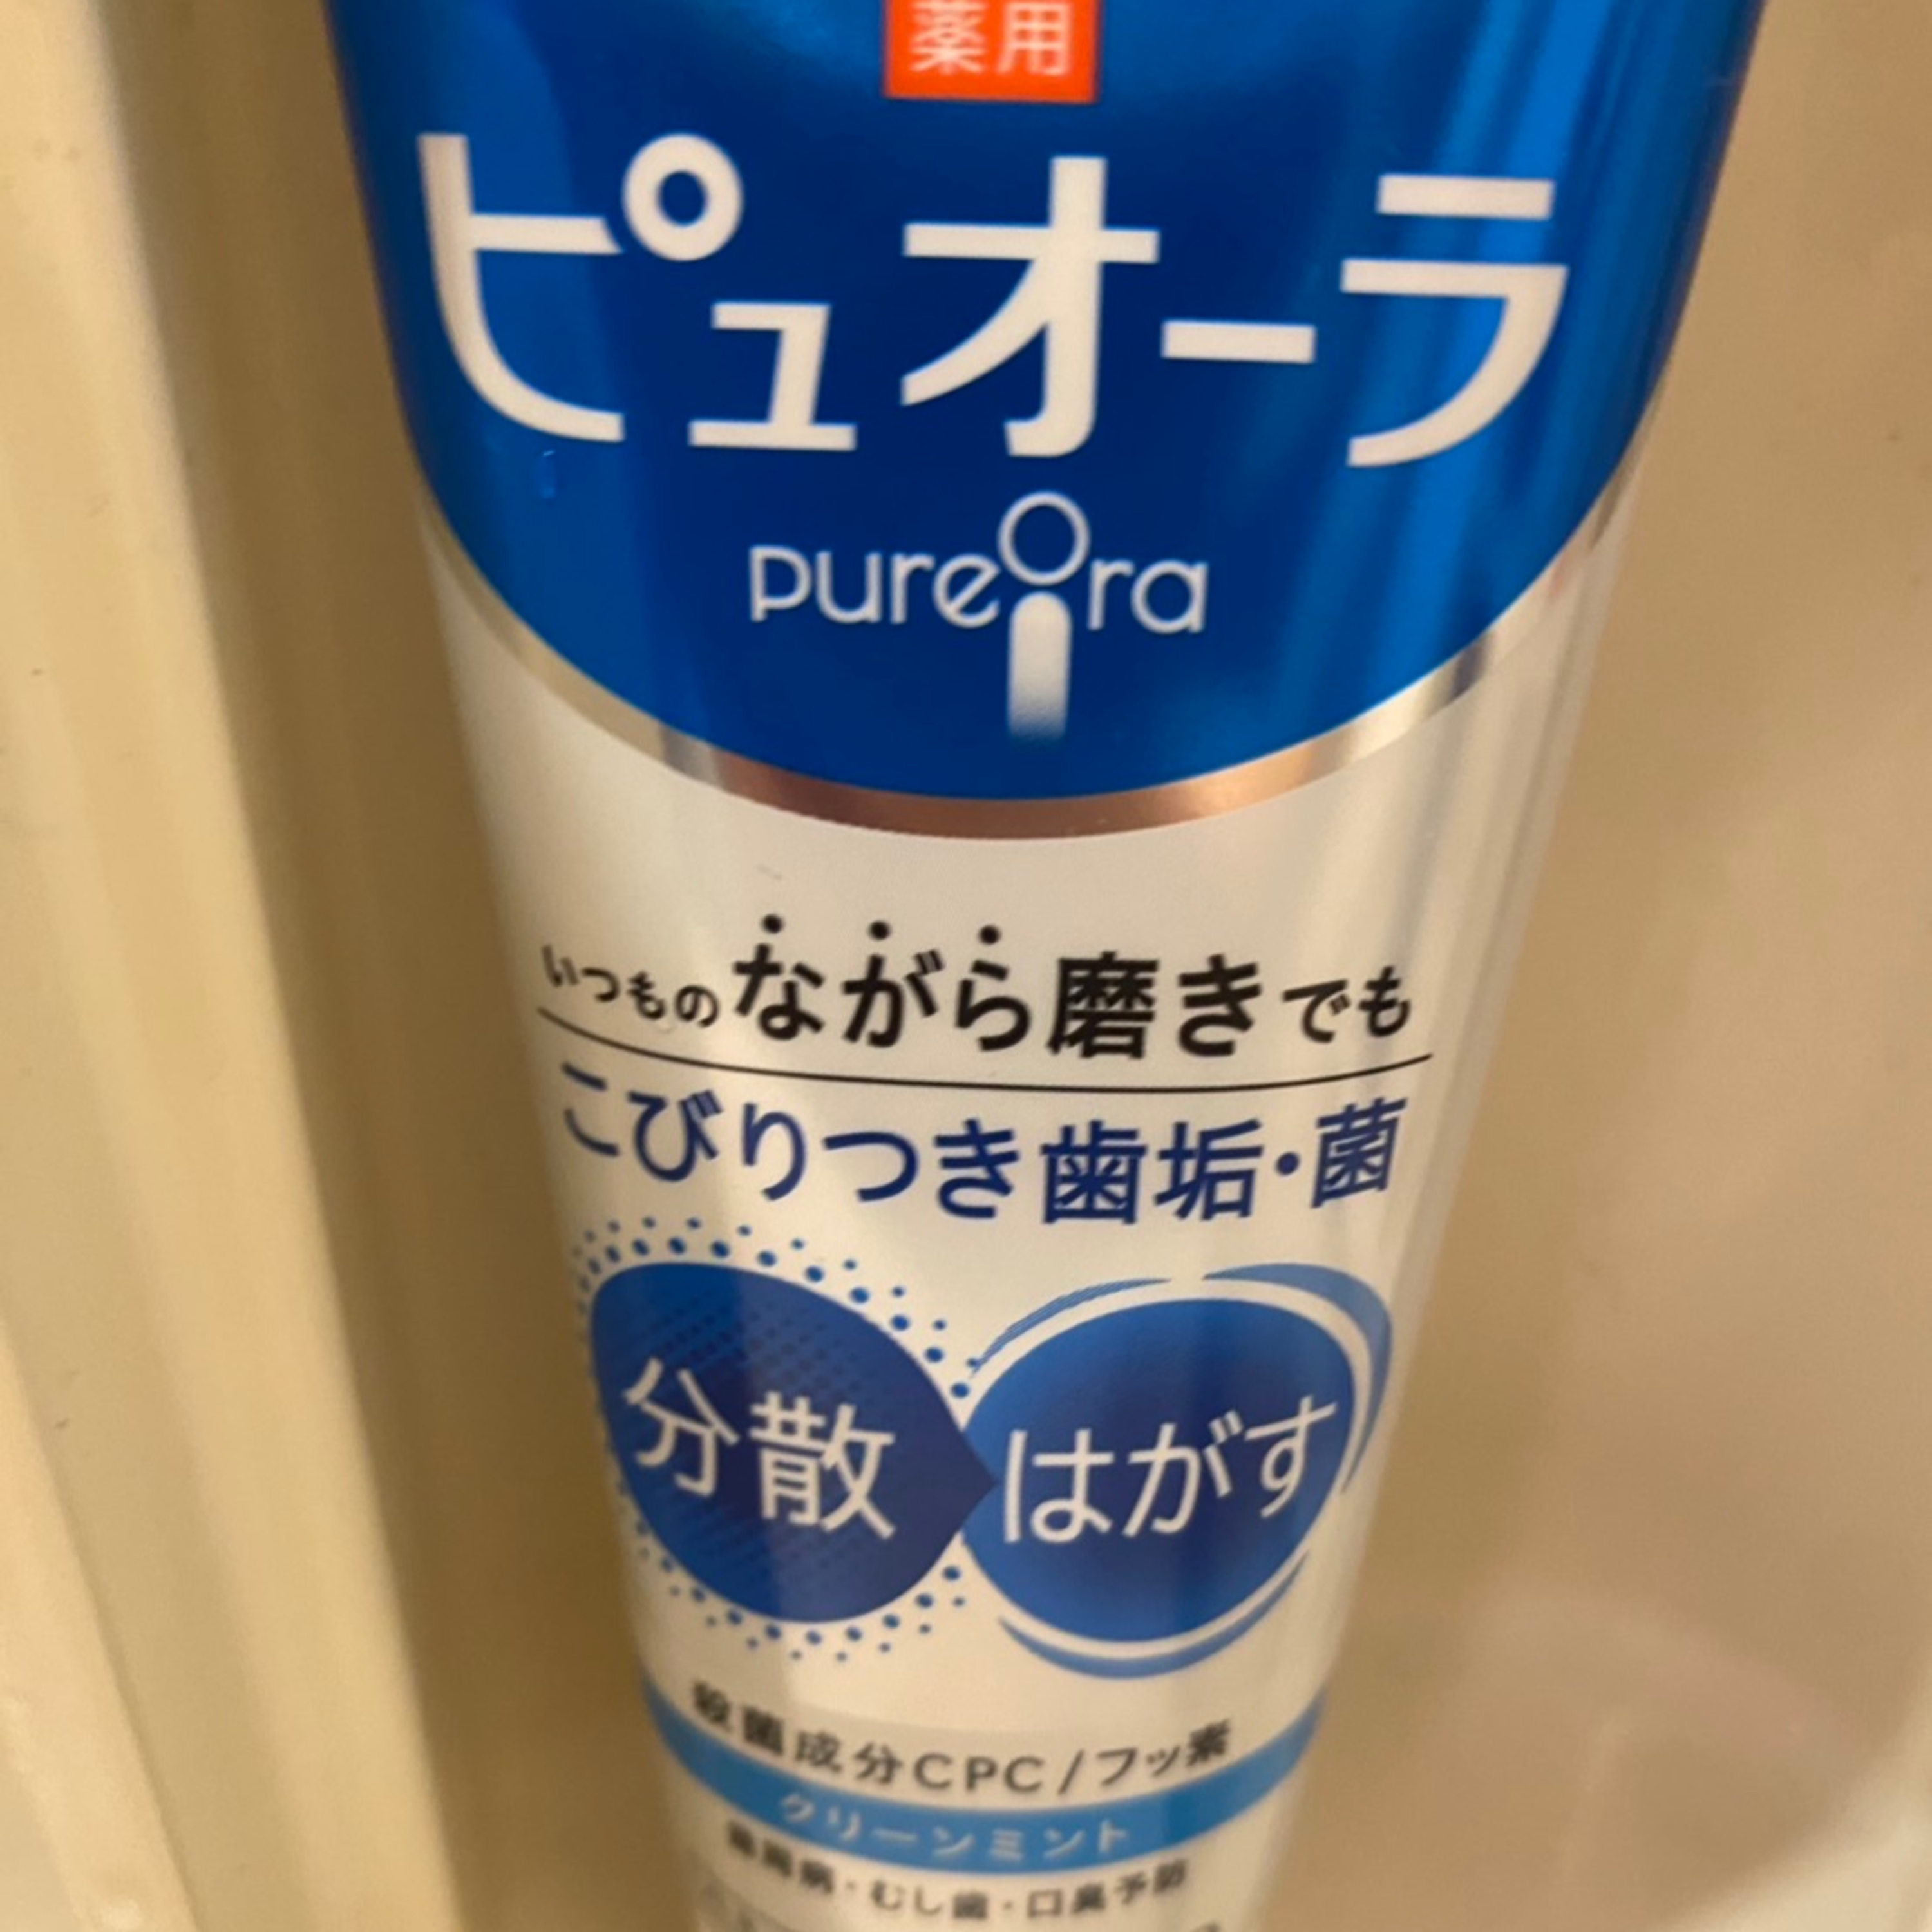 薬用
ピュオーラ
pureOra
いつものながら磨きでも
こびりつき歯垢・菌
分散 はがす
殺菌成分CPC/フッ素
クリーンミント
歯周病・むし歯・口臭予防